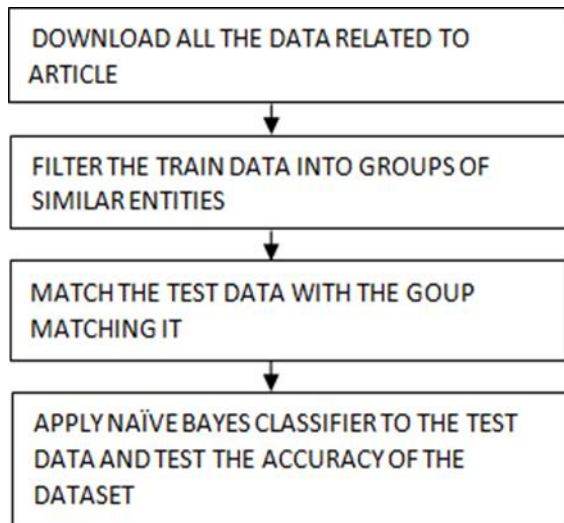 DOWNLOAD ALL THE DATA RELATED TO
ARTICLE
FILTER THE TRAIN DATA INTO GROUPS OF
SIMILAR ENTITIES
MATCH THE TEST DATA WITH THE GOUP
MATCHING IT
APPLY NAÏVE BAYES CLASSIFIER TO THE TEST
DATA AND TEST THE ACCURACY OF THE
DATASET